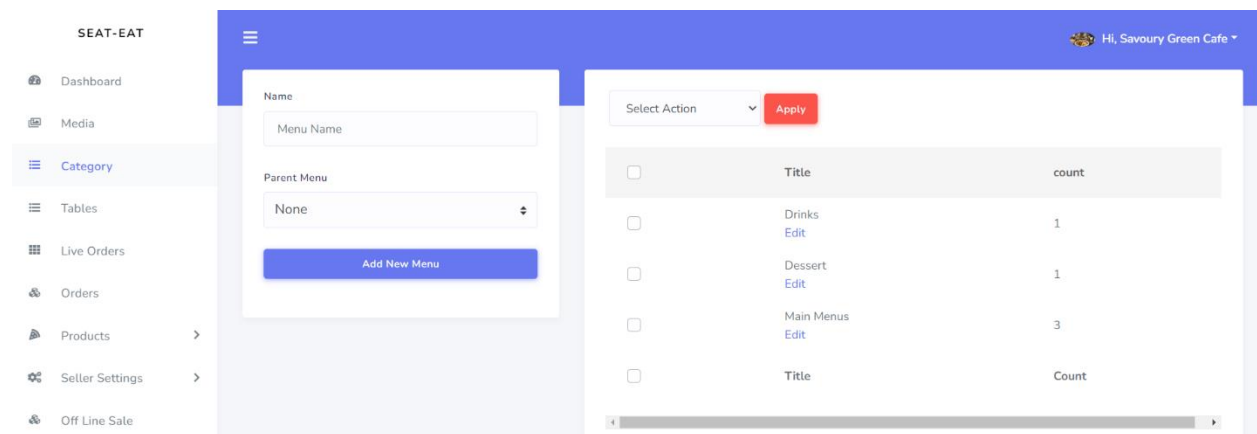 SEAT-EAT
Dashboard
Media
Category
Tables
Live Orders
Orders
Products
Seller Settings
Off Line Sale
Hi, Savoury Green Cafe
Name
Menu Name
Parent Menu
None
Add New Menu
Select Action Apply
Title count
Drinks 1
Edit
Dessert 1
Edit
Main Menus 3
Edit
Title Count